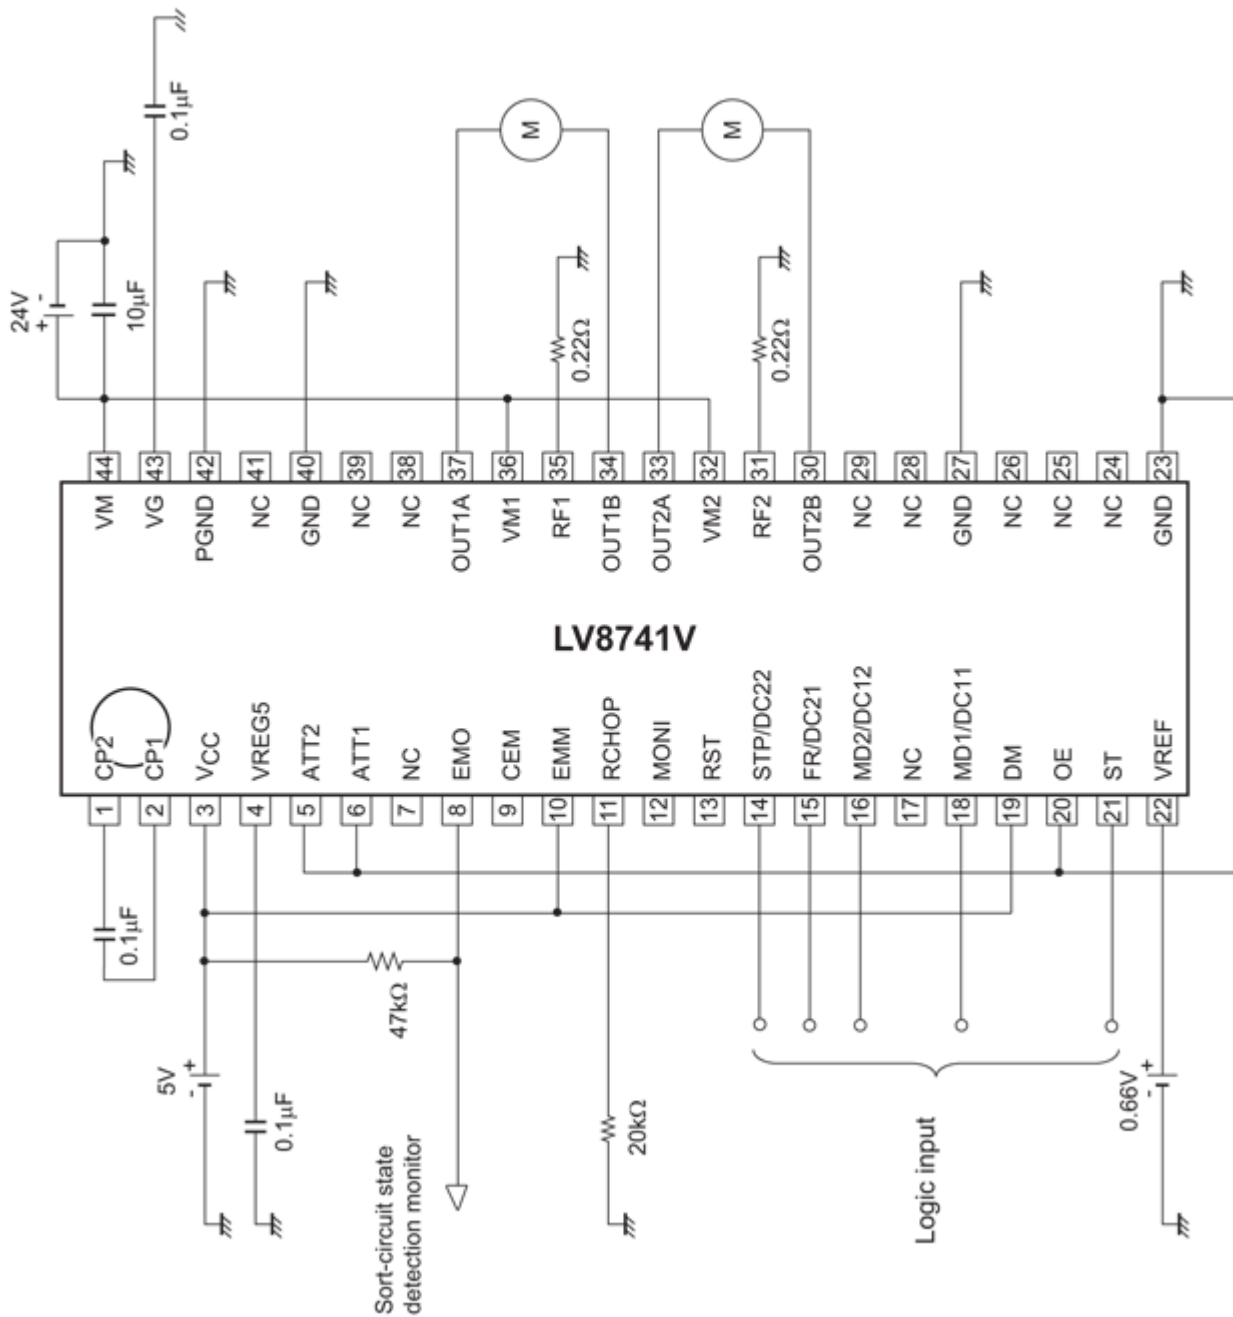 24V
+ -
10μF
0.1μF
M
M
0.22Ω
0.22Ω
44 43 42 41 40 39 38 37 36 35 34 33 32 31 30 29 28 27 26 25 24 23
VM
VG
PGND
NC
GND
NC
NC
OUT1A
VM1
RF1
OUT1B
OUT2A
VM2
RF2
OUT2B
NC
NC
GND
NC
NC
NC
GND
LV8741V
CP2
CP1
VCC
VREG5
ATT2
ATT1
NC
EMO
CEM
EMM
RCHOP
MONI
RST
STP/DC22
FR/DC21
MD2/DC12
NC
MD1/DC11
DM
OE
ST
VREF
1 2 3 4 5 6 7 8 9 10 11 12 13 14 15 16 17 18 19 20 21 22
0.1μF
5V
- +
0.1μF
47kΩ
Sort-circuit state
detection monitor
20kΩ
Logic input
0.66V
- +